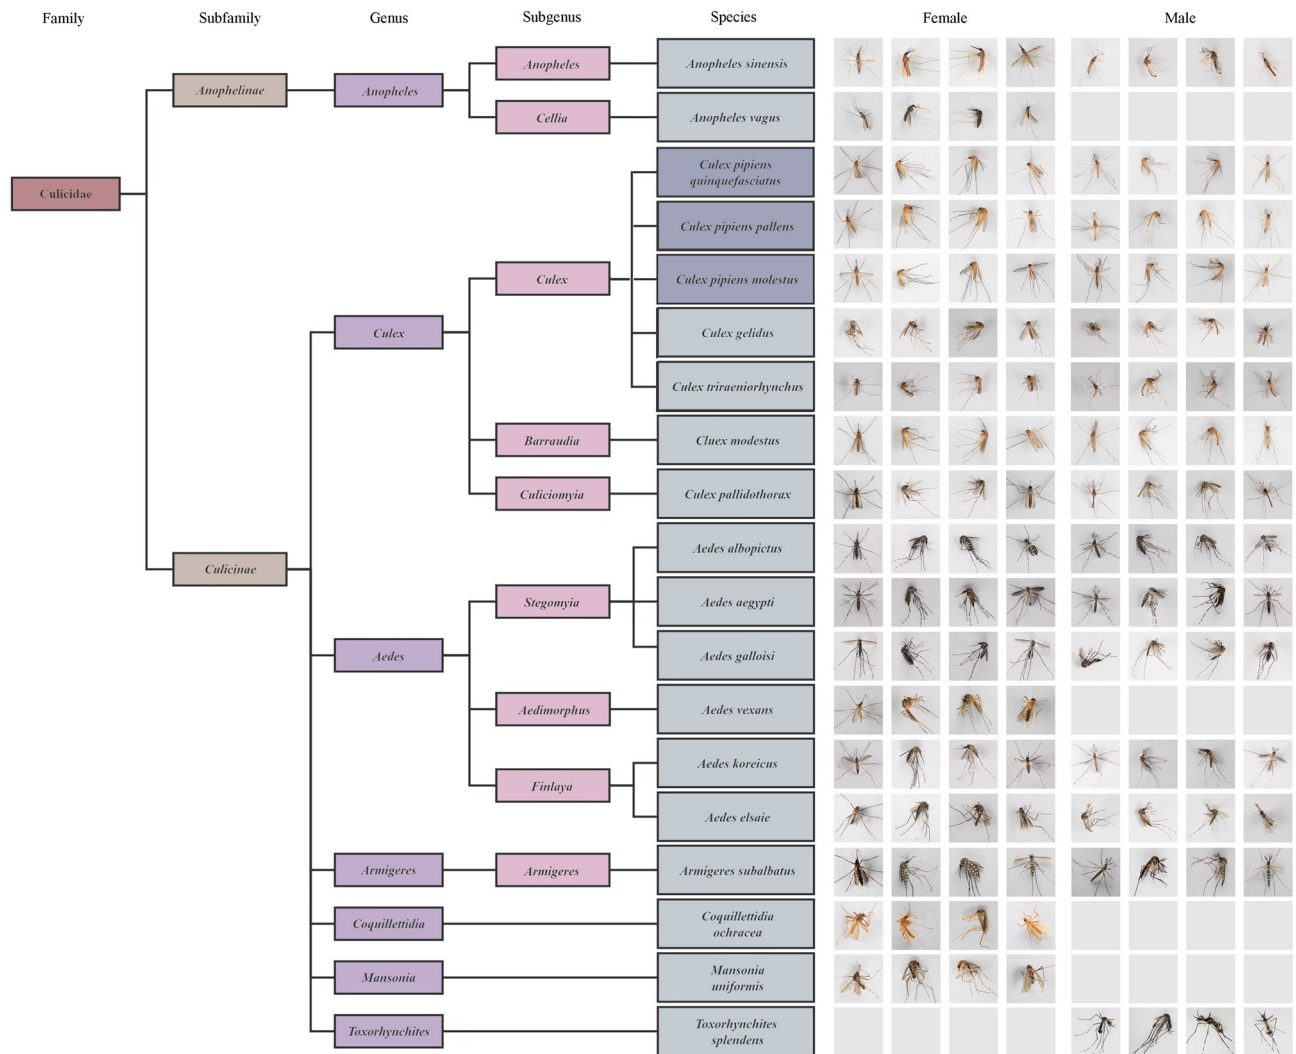 Family Subfamily Genus Subgenus Species Female Male
Culicidae
Anophelinae
Anopheles
Anopheles
Anopheles sinensis
Cellia
Anopheles vagus
Culicinae
Culex
Culex
Culex pipiens
quinquefasciatus
Culex pipiens pallens
Culex pipiens molestus
Culex gelidus
Culex triraeniorhynchus
Barraudia
Cluex modestus
Culiciomyia
Culex pallidothorax
Aedes
Stegomyia
Aedes albopictus
Aedes aegypti
Aedes galloisi
Aedimorphus
Aedes vexans
Finlaya
Aedes koreicus
Aedes elsaie
Armigeres
Armigeres
Armigeres subalbatus
Coquillettidia
Coquillettidia
ochracea
Mansonia
Mansonia
uniformis
Toxorhynchites
Toxorhynchites
splendens